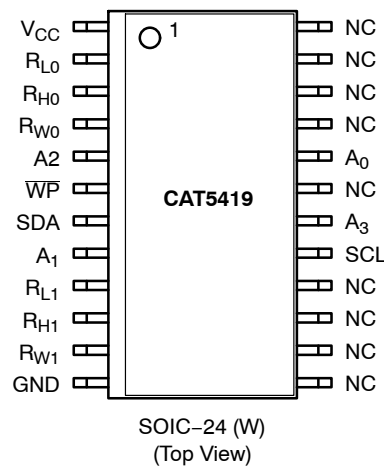 1
V_CC NC
R_L0 NC
R_H0 NC
R_W0 NC
A2 A_0
W̅P̅ NC
CAT5419
SDA A_3
A_1 SCL
R_L1 NC
R_H1 NC
R_W1 NC
GND NC
SOIC−24 (W)
(Top View)